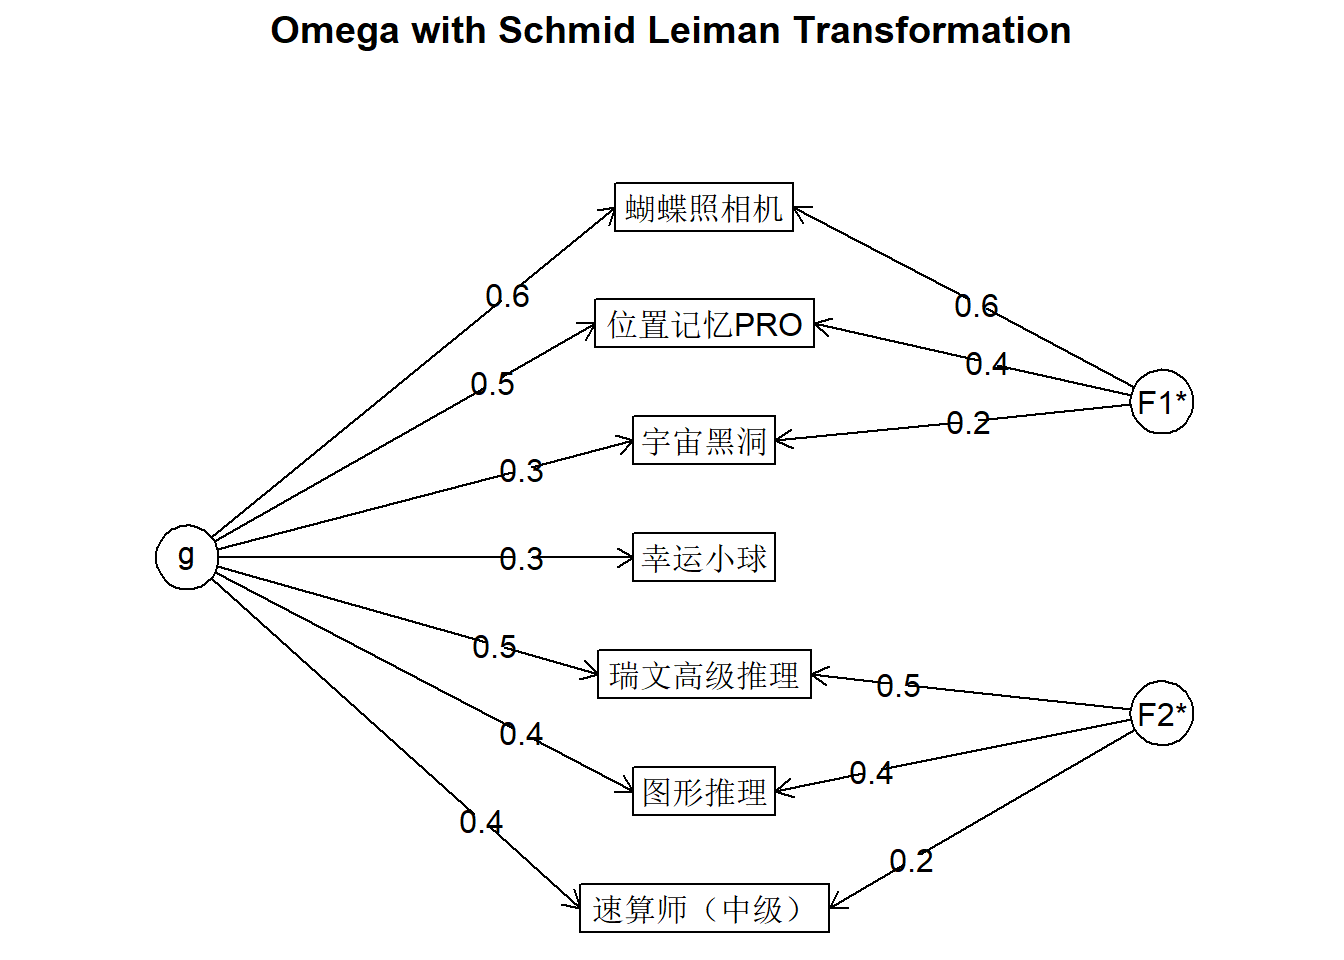 Omega with Schmid Leiman Transformation
蝴蝶照相机
0.6
0.6
位置记忆PRO
0.5
0.4
F1*
宇宙黑洞
0.3
0.2
g
0.3
幸运小球
0.5
瑞文高级推理
0.5
F2*
0.4
图形推理
0.4
0.4
0.2
速算师（中级）